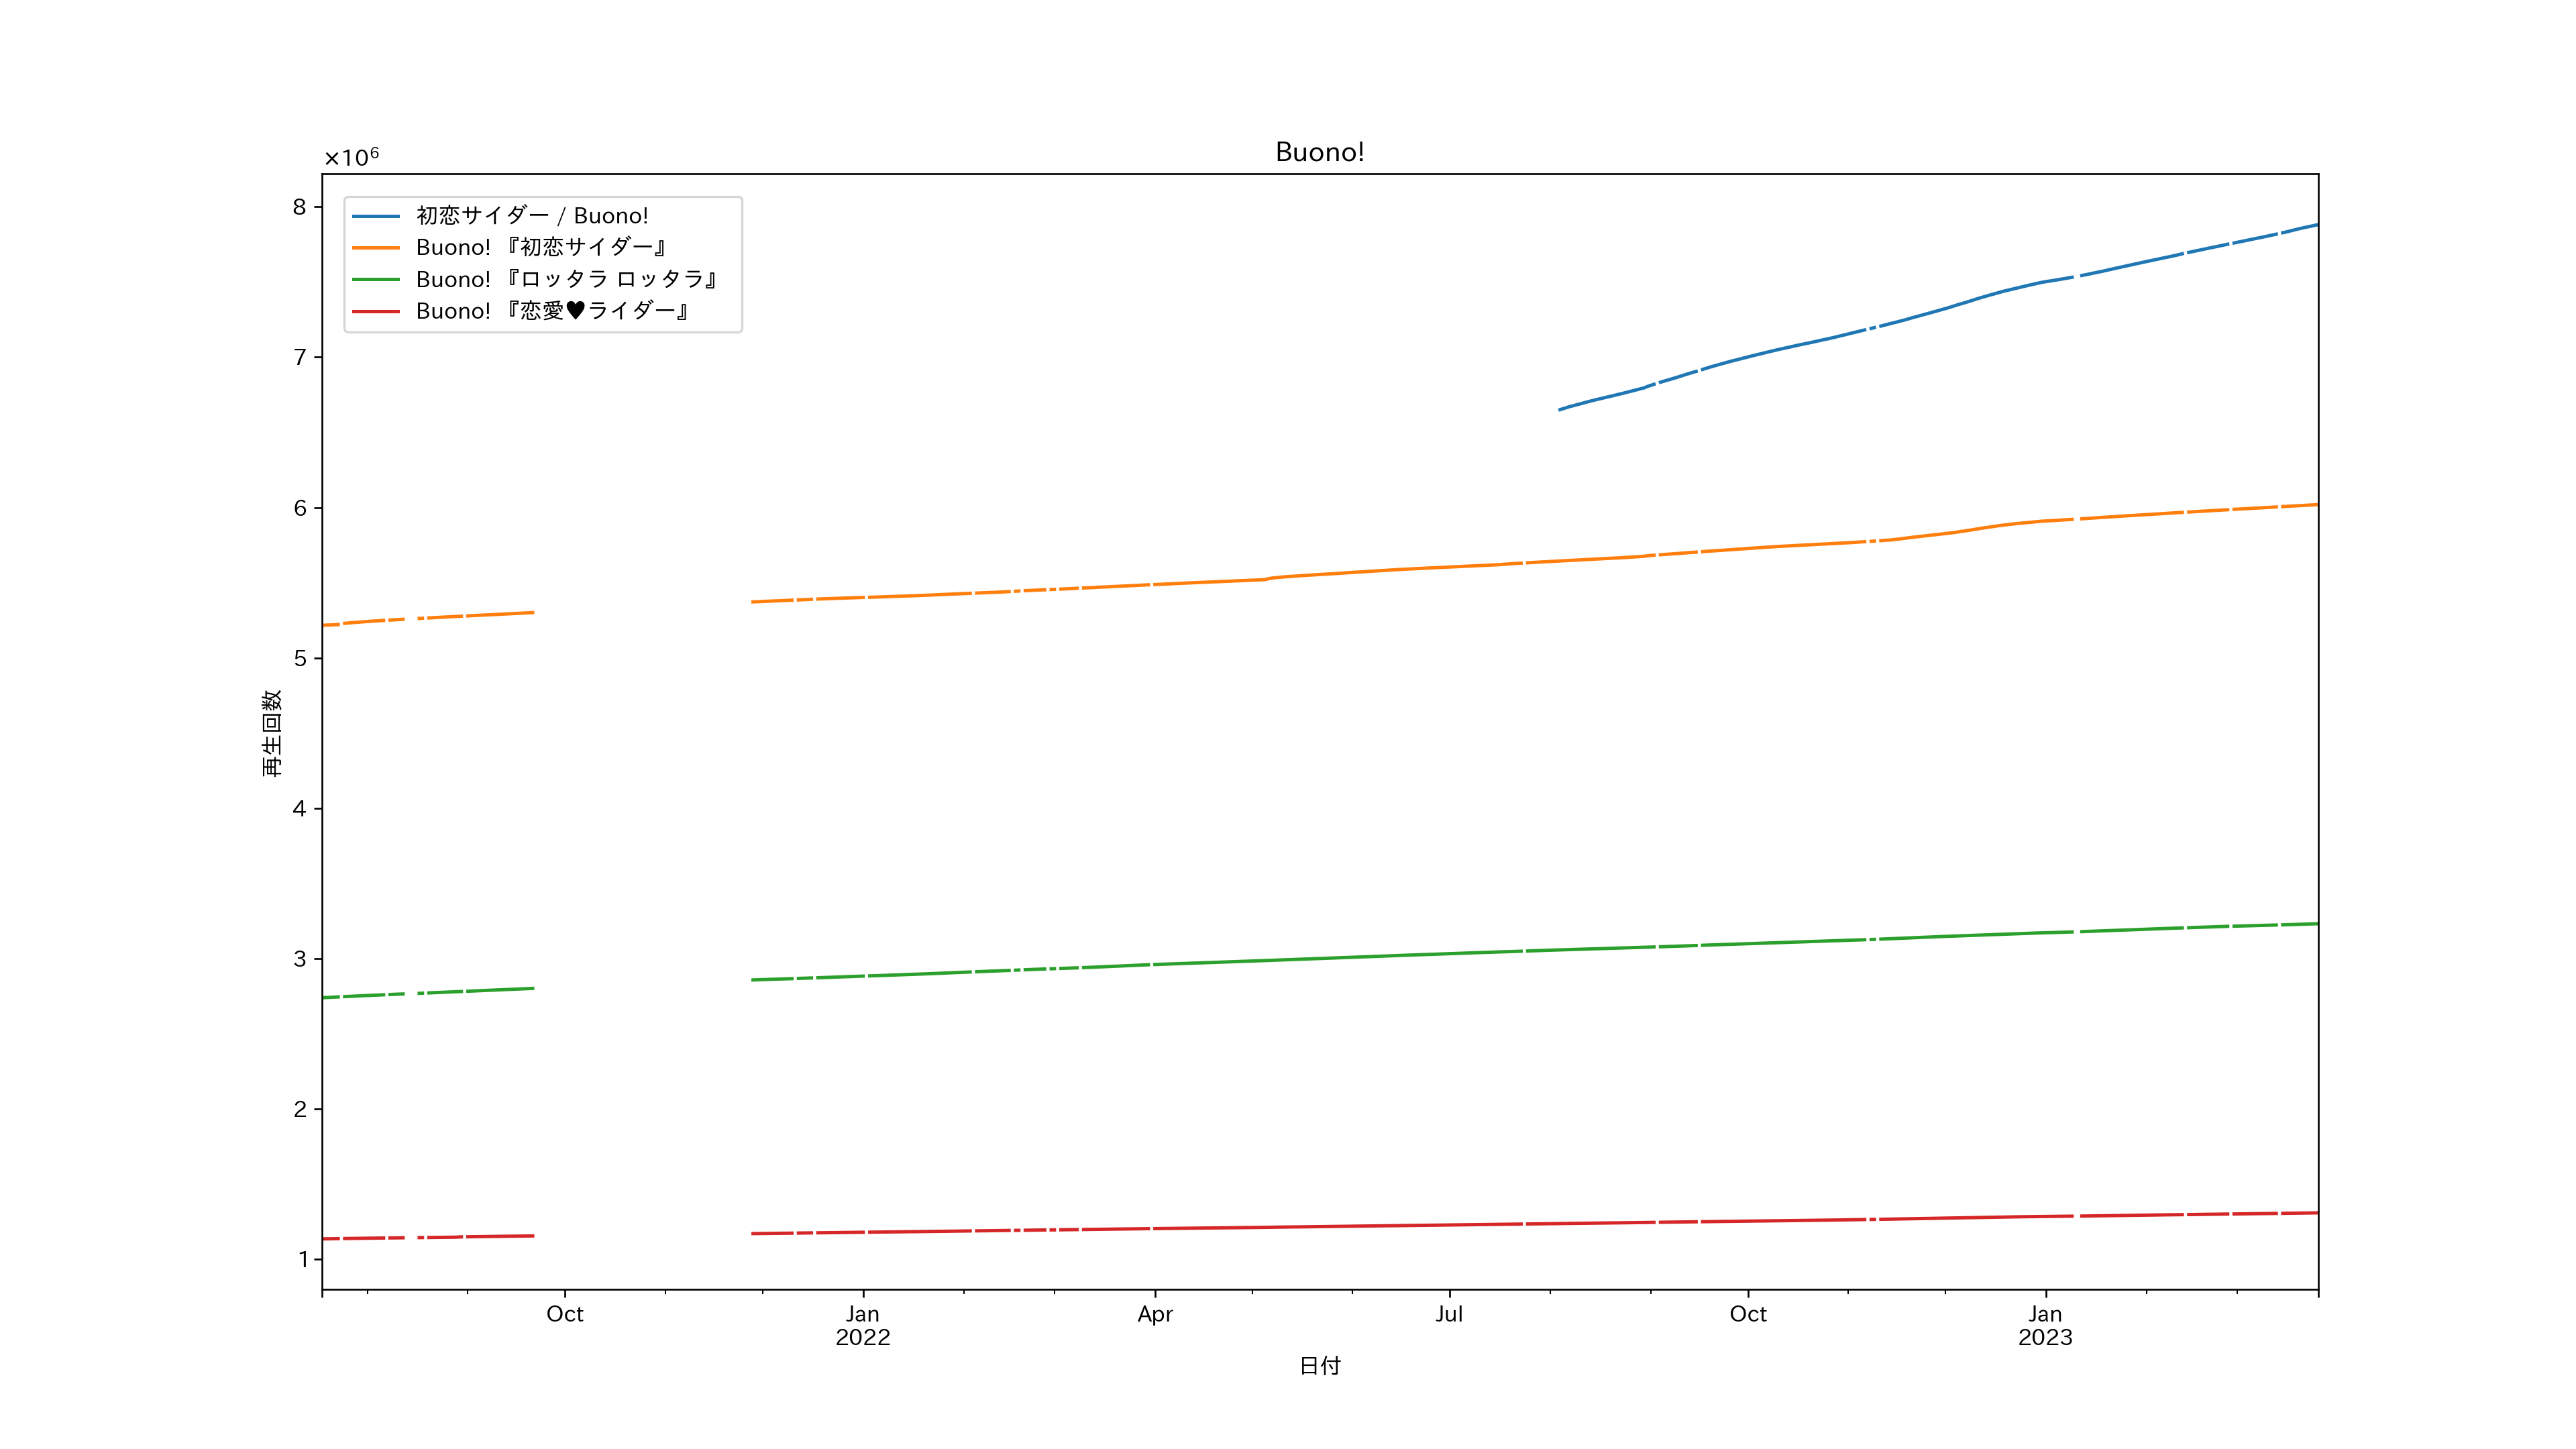 Buono!
×10⁶
初恋サイダー / Buono!
Buono! 『初恋サイダー』
Buono! 『ロッタラ ロッタラ』
Buono! 『恋愛♥ライダー』
8
7
6
5
4
3
2
1
再生回数
Oct
Jan
2022
Apr
Jul
Oct
Jan
2023
日付